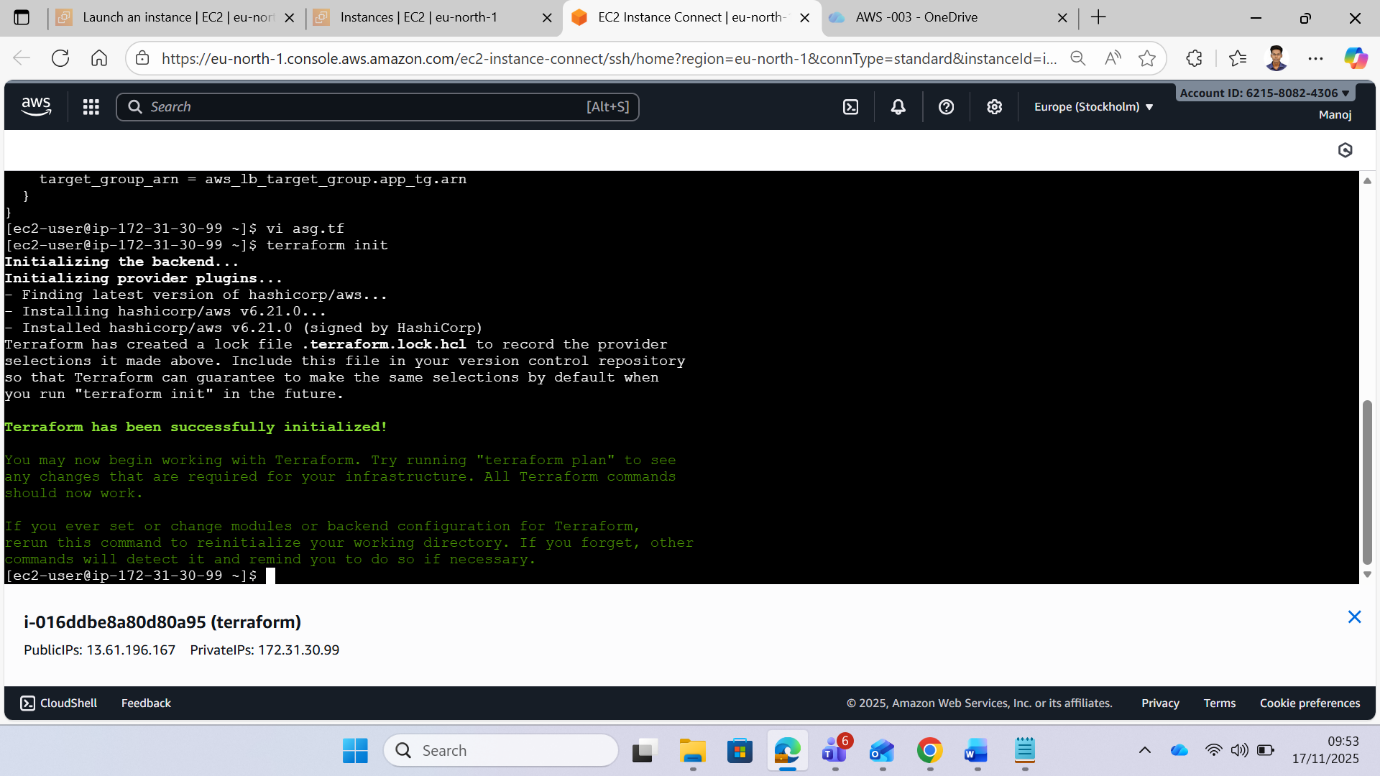 Launch an instance | EC2 | eu-nort
Instances | EC2 | eu-north-1
EC2 Instance Connect | eu-north-
AWS -003 - OneDrive
https://eu-north-1.console.aws.amazon.com/ec2-instance-connect/ssh/home?region=eu-north-1&connType=standard&instanceId=i...
aws
Search
[Alt+S]
Europe (Stockholm)
Account ID: 6215-8082-4306
Manoj
target_group_arn = aws_lb_target_group.app_tg.arn
}
}
[ec2-user@ip-172-31-30-99 ~]$ vi asg.tf
[ec2-user@ip-172-31-30-99 ~]$ terraform init
Initializing the backend...
Initializing provider plugins...
- Finding latest version of hashicorp/aws...
- Installing hashicorp/aws v6.21.0...
- Installed hashicorp/aws v6.21.0 (signed by HashiCorp)
Terraform has created a lock file .terraform.lock.hcl to record the provider
selections it made above. Include this file in your version control repository
so that Terraform can guarantee to make the same selections by default when
you run "terraform init" in the future.
Terraform has been successfully initialized!
You may now begin working with Terraform. Try running "terraform plan" to see
any changes that are required for your infrastructure. All Terraform commands
should now work.
If you ever set or change modules or backend configuration for Terraform,
rerun this command to reinitialize your working directory. If you forget, other
commands will detect it and remind you to do so if necessary.
[ec2-user@ip-172-31-30-99 ~]$
i-016ddbe8a80d80a95 (terraform)
PublicIPs: 13.61.196.167 PrivateIPs: 172.31.30.99
CloudShell
Feedback
© 2025, Amazon Web Services, Inc. or its affiliates.
Privacy
Terms
Cookie preferences
Search
6
09:53
17/11/2025